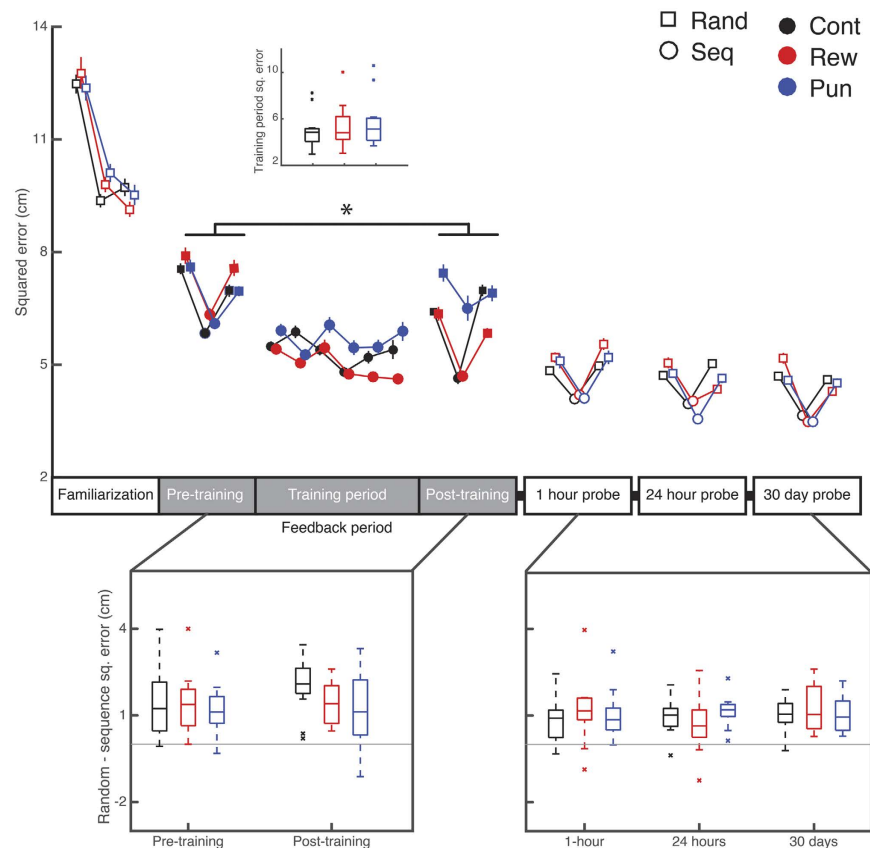 14
11
8
5
2
Squared error (cm)
Training period sq. error
10
6
2
Rand
Seq
Cont
Rew
Pun
*
Familiarization
Pre-training
Training period
Post-training
1 hour probe
24 hour probe
30 day probe
Feedback period
Random - sequence sq. error (cm)
4
1
-2
Pre-training
Post-training
1-hour
24 hours
30 days